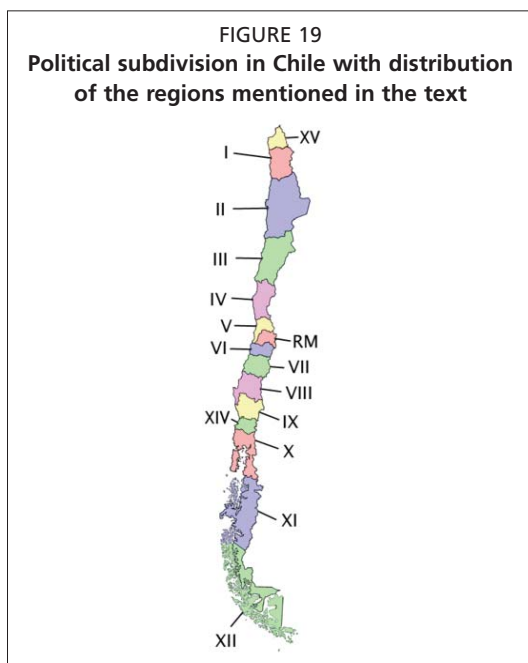 FIGURE 19
Political subdivision in Chile with distribution
of the regions mentioned in the text
XV
I
II
III
IV
V
RM
VI
VII
VIII
XIV
IX
X
XI
XII